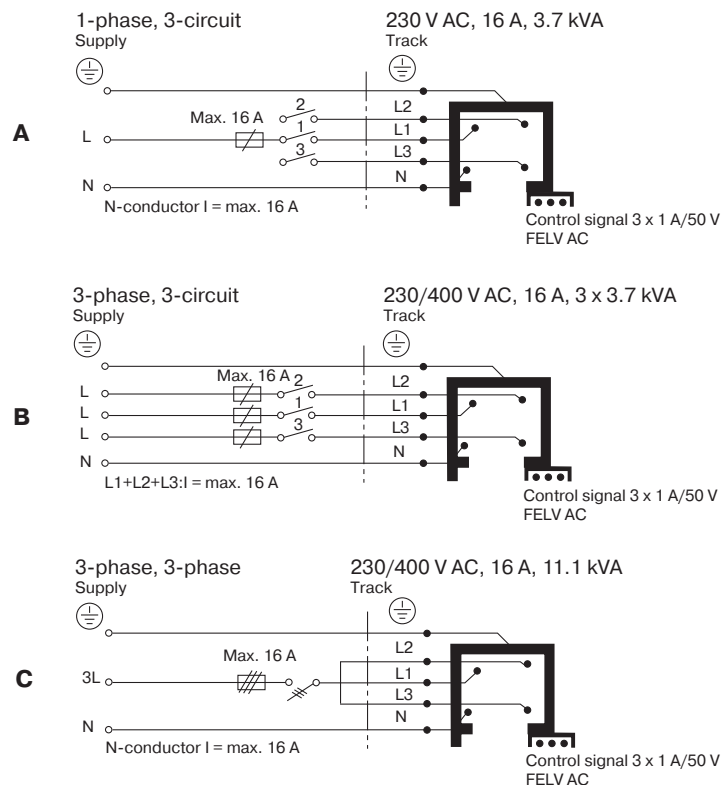 1-phase, 3-circuit
Supply
230 V AC, 16 A, 3.7 kVA
Track
A
Max. 16 A
2
L2
L
1
L1
3
L3
N
N
N-conductor I = max. 16 A
Control signal 3 x 1 A/50 V
FELV AC
3-phase, 3-circuit
Supply
230/400 V AC, 16 A, 3 x 3.7 kVA
Track
B
Max. 16 A
2
L
L2
L
1
L1
L
3
L3
N
N
L1+L2+L3:I = max. 16 A
Control signal 3 x 1 A/50 V
FELV AC
3-phase, 3-phase
Supply
230/400 V AC, 16 A, 11.1 kVA
Track
C
Max. 16 A
L2
3L
L1
L3
N
N
N-conductor I = max. 16 A
Control signal 3 x 1 A/50 V
FELV AC